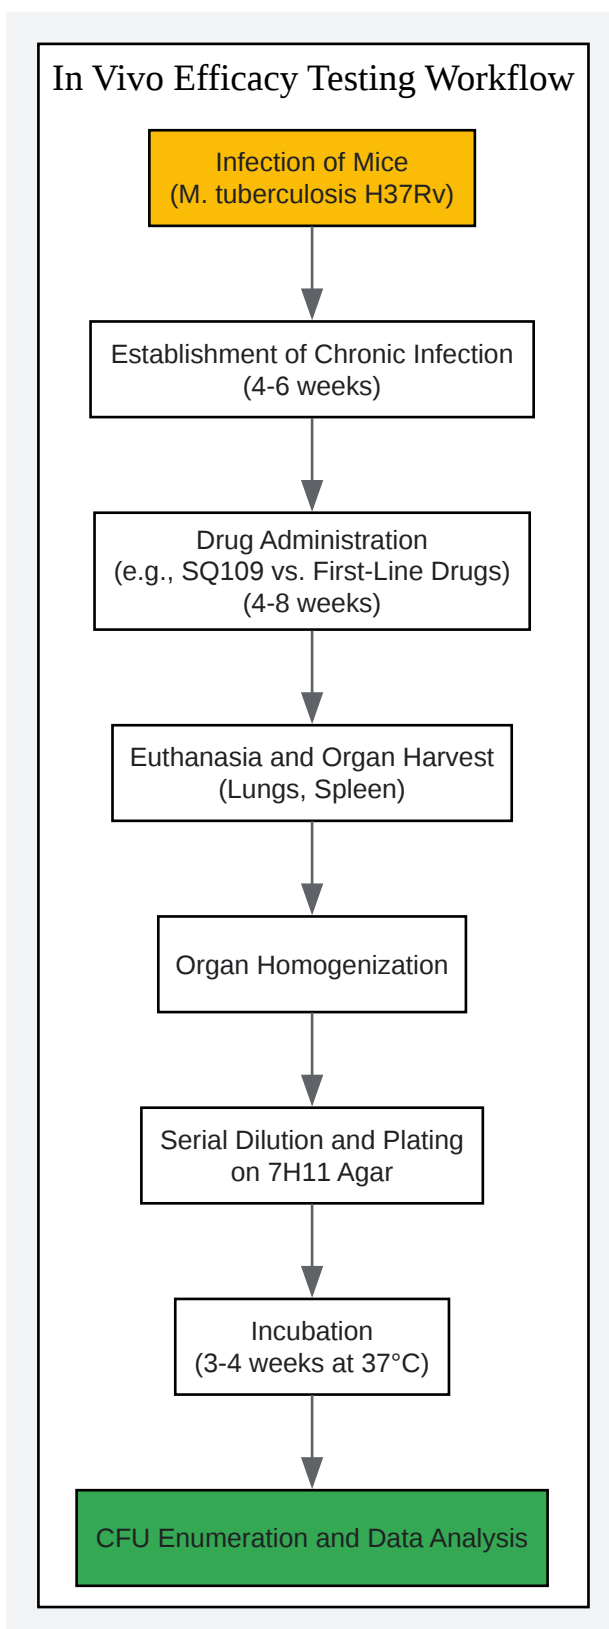 In Vivo Efficacy Testing Workflow
Infection of Mice
(M. tuberculosis H37Rv)
Establishment of Chronic Infection
(4-6 weeks)
Drug Administration
(e.g., SQ109 vs. First-Line Drugs)
(4-8 weeks)
Euthanasia and Organ Harvest
(Lungs, Spleen)
Organ Homogenization
Serial Dilution and Plating
on 7H11 Agar
Incubation
(3-4 weeks at 37°C)
CFU Enumeration and Data Analysis